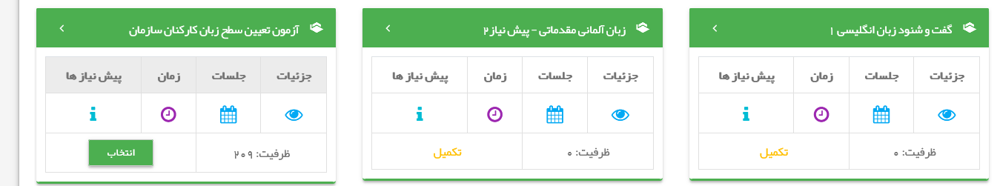 گفت و شنود زبان انگلیسی ۱
جزئیات جلسات زمان پیش نیاز ها
ظرفیت: ۰ تکمیل
زبان آلمانی مقدماتی - پیش نیاز۲
جزئیات جلسات زمان پیش نیاز ها
ظرفیت: ۰ تکمیل
آزمون تعیین سطح زبان کارکنان سازمان
جزئیات جلسات زمان پیش نیاز ها
ظرفیت: ۲۰۹ انتخاب